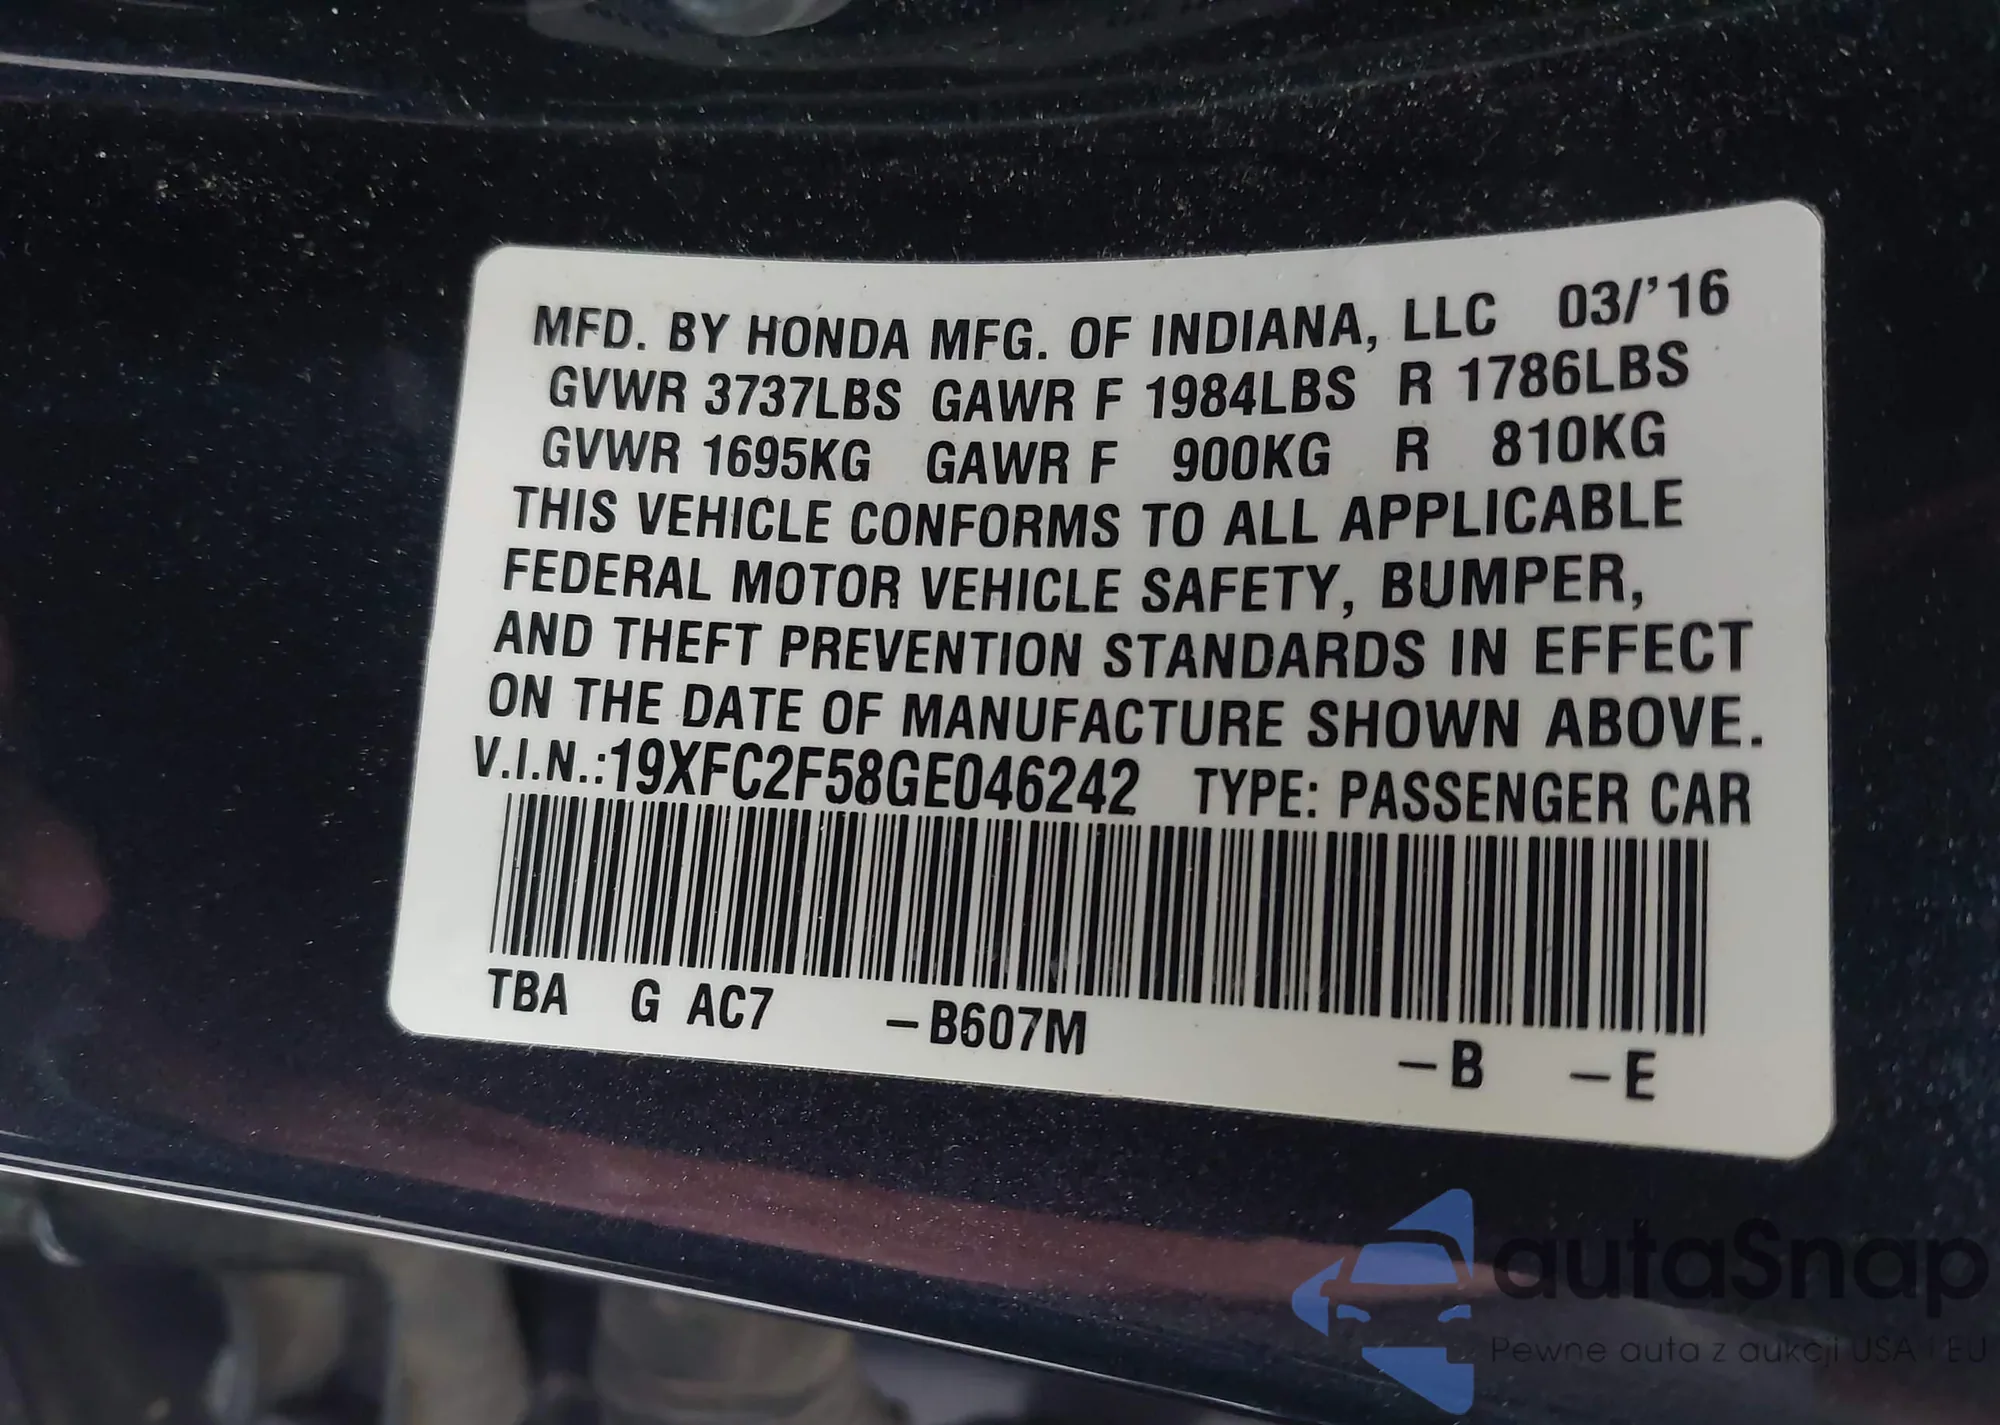 MFD. BY HONDA MFG. OF INDIANA, LLC 03/'16
GVWR 3737LBS GAWR F 1984LBS R 1786LBS
GVWR 1695KG GAWR F 900KG R 810KG
THIS VEHICLE CONFORMS TO ALL APPLICABLE
FEDERAL MOTOR VEHICLE SAFETY, BUMPER,
AND THEFT PREVENTION STANDARDS IN EFFECT
ON THE DATE OF MANUFACTURE SHOWN ABOVE.
V.I.N.:19XFC2F58GE046242 TYPE: PASSENGER CAR
TBA G AC7 –B607M –B –E
autaSnap
Pewne auta z aukcji USA i EU